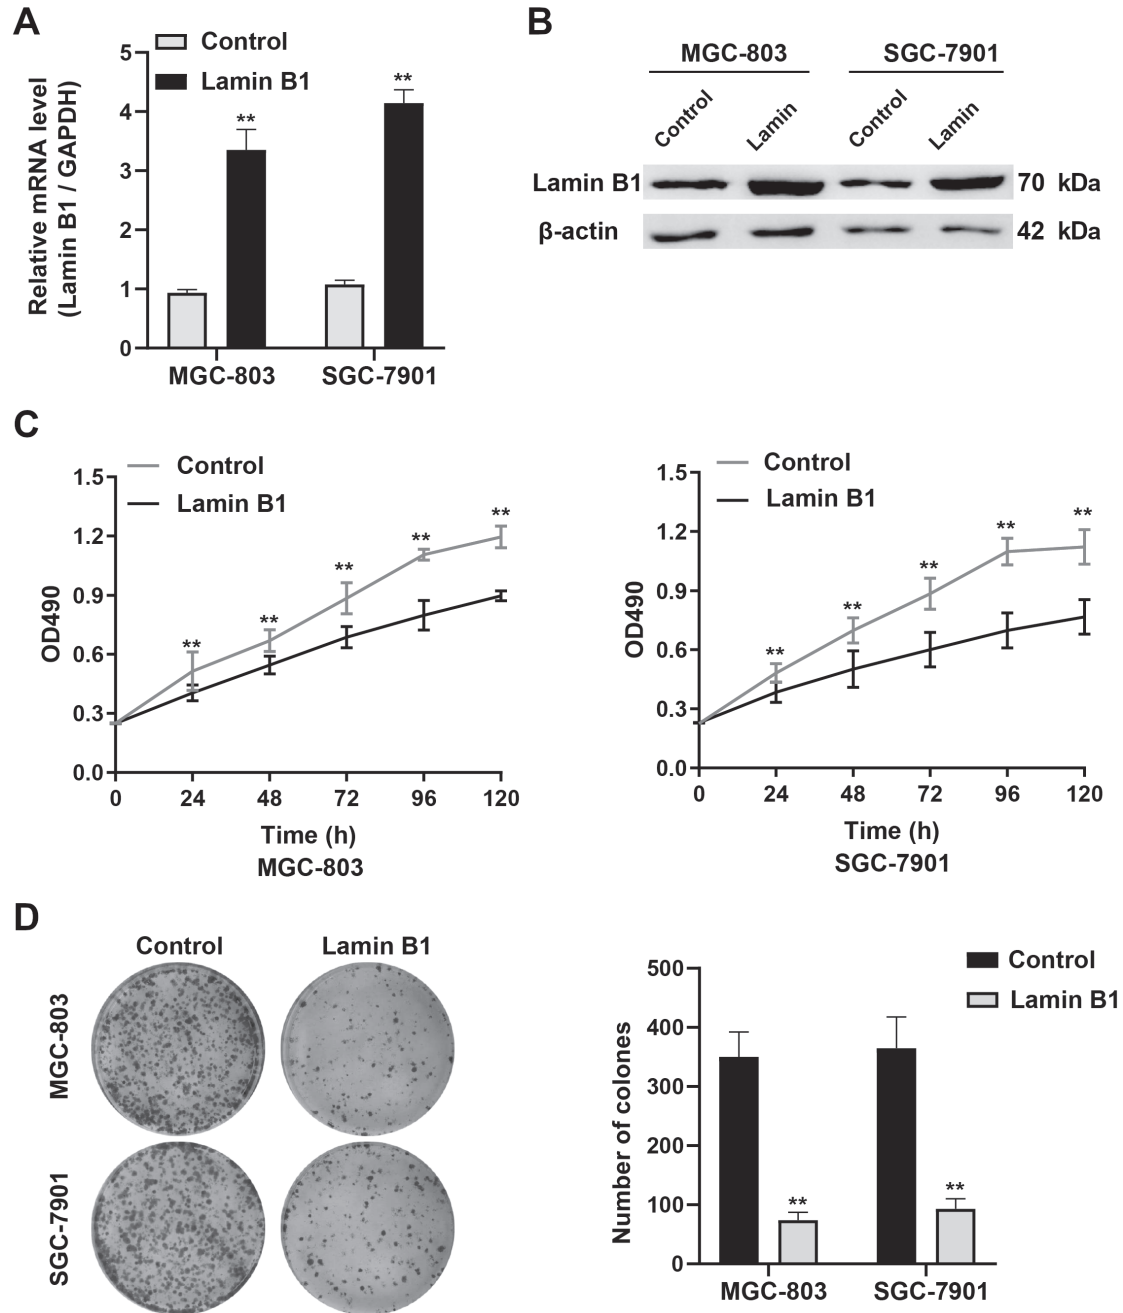 A
Control
Lamin B1
Relative mRNA level
(Lamin B1 / GAPDH)
5
4
3
2
1
0
**
**
MGC-803
SGC-7901
B
MGC-803
SGC-7901
Control
Lamin
Control
Lamin
Lamin B1
70 kDa
β-actin
42 kDa
C
Control
Lamin B1
OD490
1.5
1.2
0.9
0.6
0.3
0.0
**
**
**
**
**
0
24
48
72
96
120
Time (h)
MGC-803
Control
Lamin B1
OD490
1.5
1.2
0.9
0.6
0.3
0.0
**
**
**
**
**
0
24
48
72
96
120
Time (h)
SGC-7901
D
Control
Lamin B1
MGC-803
SGC-7901
Control
Lamin B1
Number of colones
500
400
300
200
100
0
**
**
MGC-803
SGC-7901